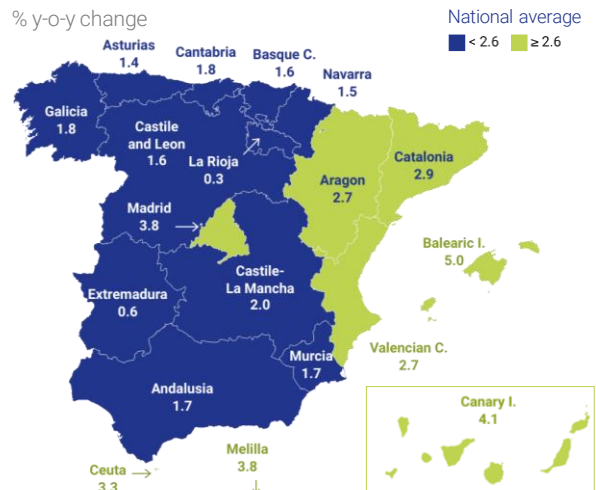 % y-o-y change
National average
< 2.6 ≥ 2.6
Asturias
1.4
Cantabria
1.8
Basque C.
1.6
Navarra
1.5
Galicia
1.8
Castile
and Leon
1.6
La Rioja
0.3
Aragon
2.7
Catalonia
2.9
Madrid
3.8
Balearic I.
5.0
Castile-
La Mancha
2.0
Extremadura
0.6
Valencian C.
2.7
Murcia
1.7
Andalusia
1.7
Canary I.
4.1
Melilla
3.8
Ceuta
3.3